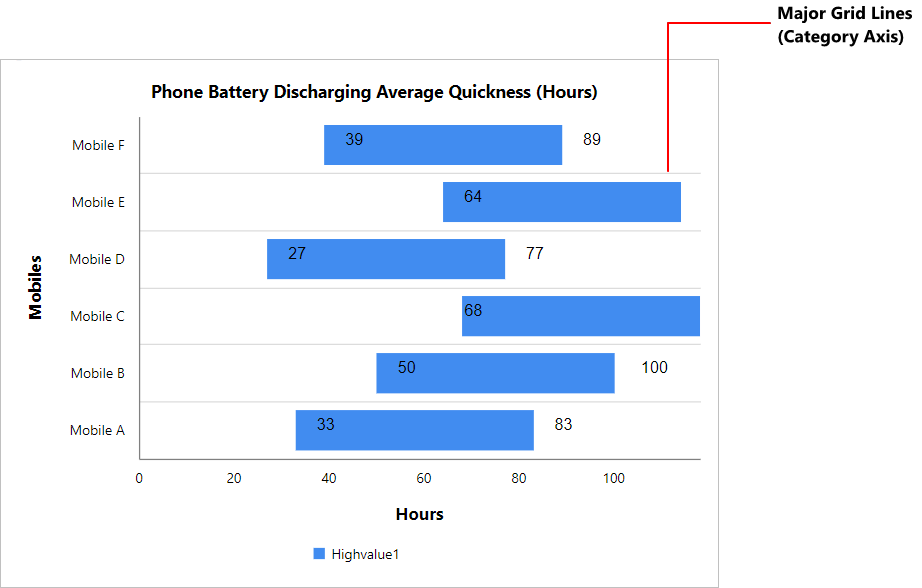 Major Grid Lines
(Category Axis)
Phone Battery Discharging Average Quickness (Hours)
Mobile F
39
89
Mobile E
64
Mobile D
27
77
Mobiles
Mobile C
68
Mobile B
50
100
Mobile A
33
83
0
20
40
60
80
100
Hours
Highvalue1